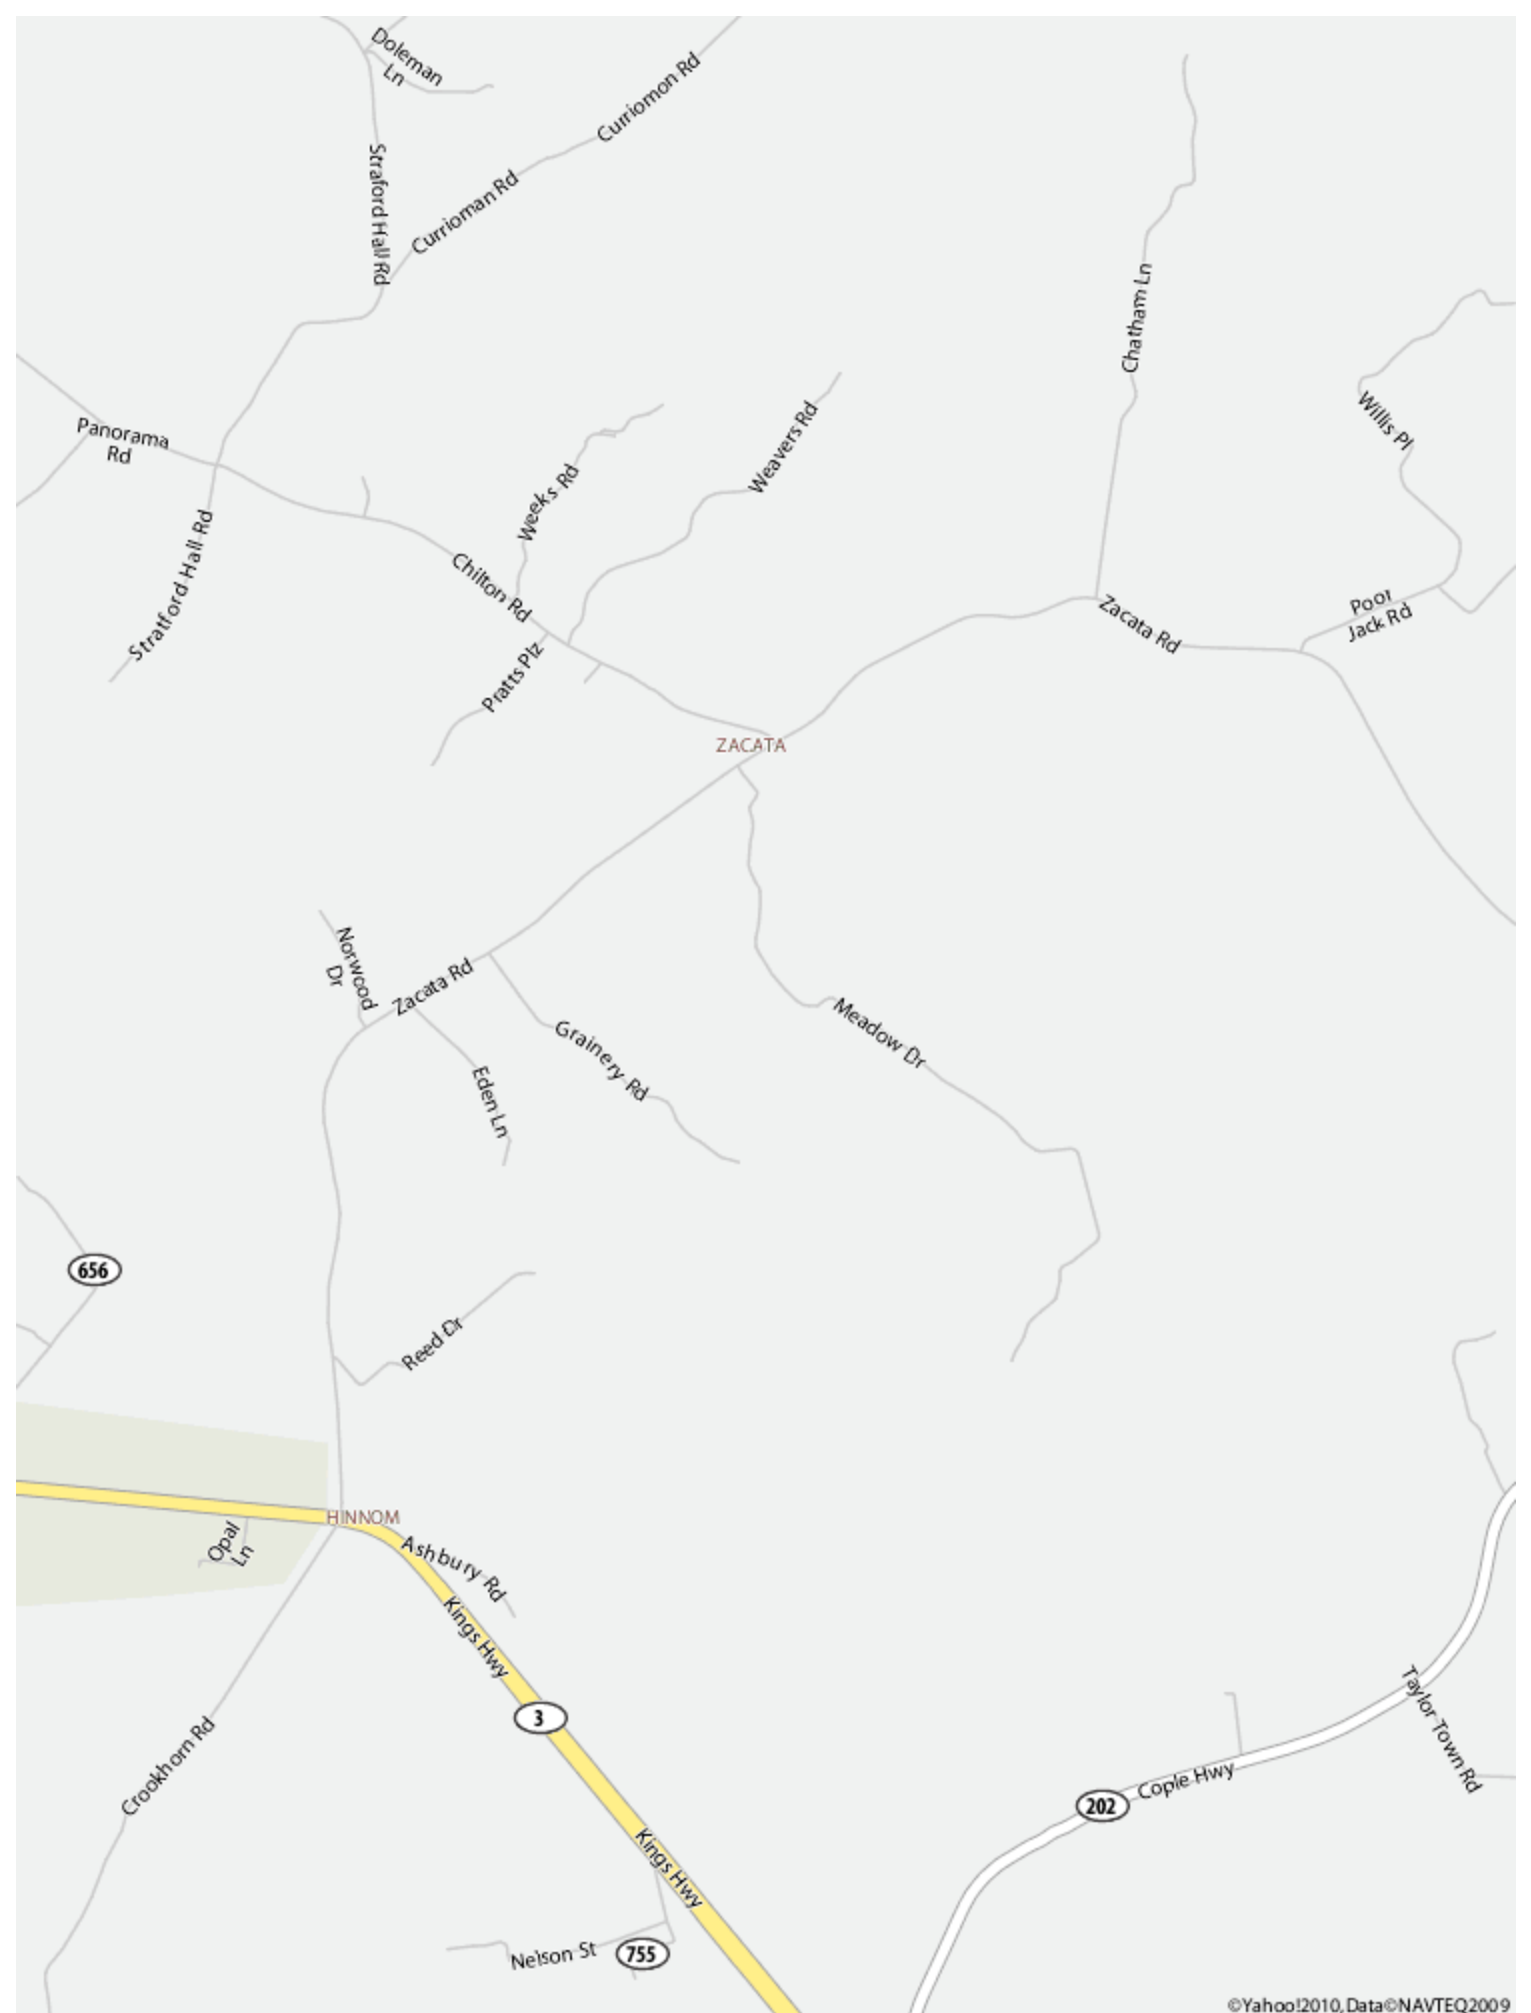 Doleman
Ln
Curriomon Rd
Straford Hall Rd
Currioman Rd
Chatham Ln
Willis Pl
Panorama
Rd
Weavers Rd
Weeks Rd
Stratford Hall Rd
Chilton Rd
Poor
Jack Rd
Zacata Rd
Pratts Plz
ZACATA
Norwood
Dr
Zacata Rd
Meadow Dr
Grainery Rd
Eden Ln
656
Reed Dr
HINNOM
Opal
Ln
Ashbury Rd
Kings Hwy
3
Crookhorn Rd
Taylor Town Rd
Cople Hwy
202
Kings Hwy
Nelson St
755
©Yahoo!2010, Data©NAVTEQ2009